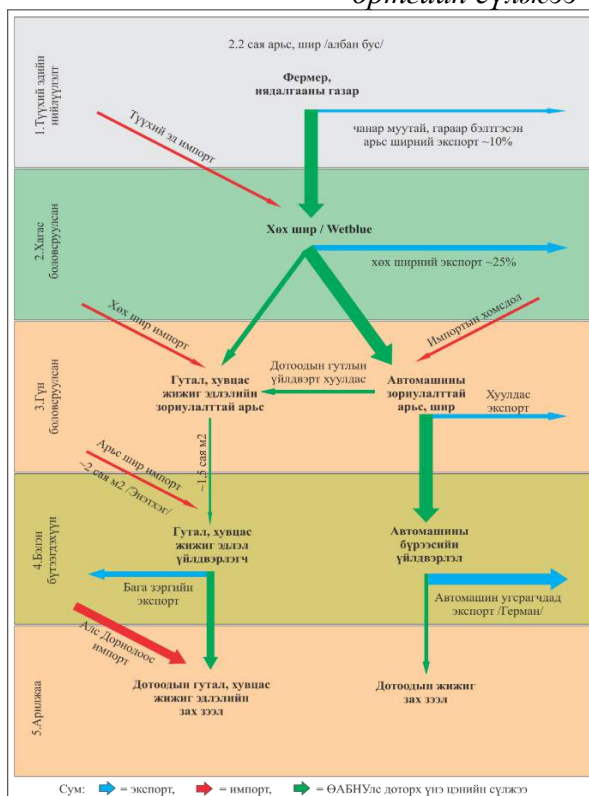 өртгийн сүлжээ
2.2 сая арьс, шир /албан бус/
1.Түүхий эдийн
нийлүүлэлт
Фермер,
нядалгааны газар
Түүхий эд импорт
чанар муутай, гараар бэлтгэсэн
арьс ширний экспорт ~10%
2.Хагас
боловсруулсан
Хөх шир / Wetblue
хөх ширний экспорт ~25%
Хөх шир импорт
Импортын хомсдол
3.Гүн
боловсруулсан
Дотоодын гутлын
үйлдвэрт хуулдас
Гутал, хувцас
жижиг эдлэлийн
зориулалттай арьс
Автомашины
зориулалттай
арьс, шир
Хуулдас
экспорт
Арьс шир импорт
~2 сая м2 /Энэтхэг/
~1,5 сая м2
4.Бэлэн
бүтээгдэхүүн
Гутал, хувцас
жижиг эдлэл
үйлдвэрлэгч
Автомашины
бүрээсийн
үйлдвэрлэл
Бага зэргийн
экспорт
Автомашин угсрагчдад
экспорт /Герман/
Алс Дорнодоос
импорт
5.Арилжаа
Дотоодын гутал, хувцас
жижиг эдлэлийн
зах зээл
Дотоодын жижиг
зах зээл
Сум: = экспорт, = импорт, = ӨАБНУлс доторх үнэ цэнийн сүлжээ